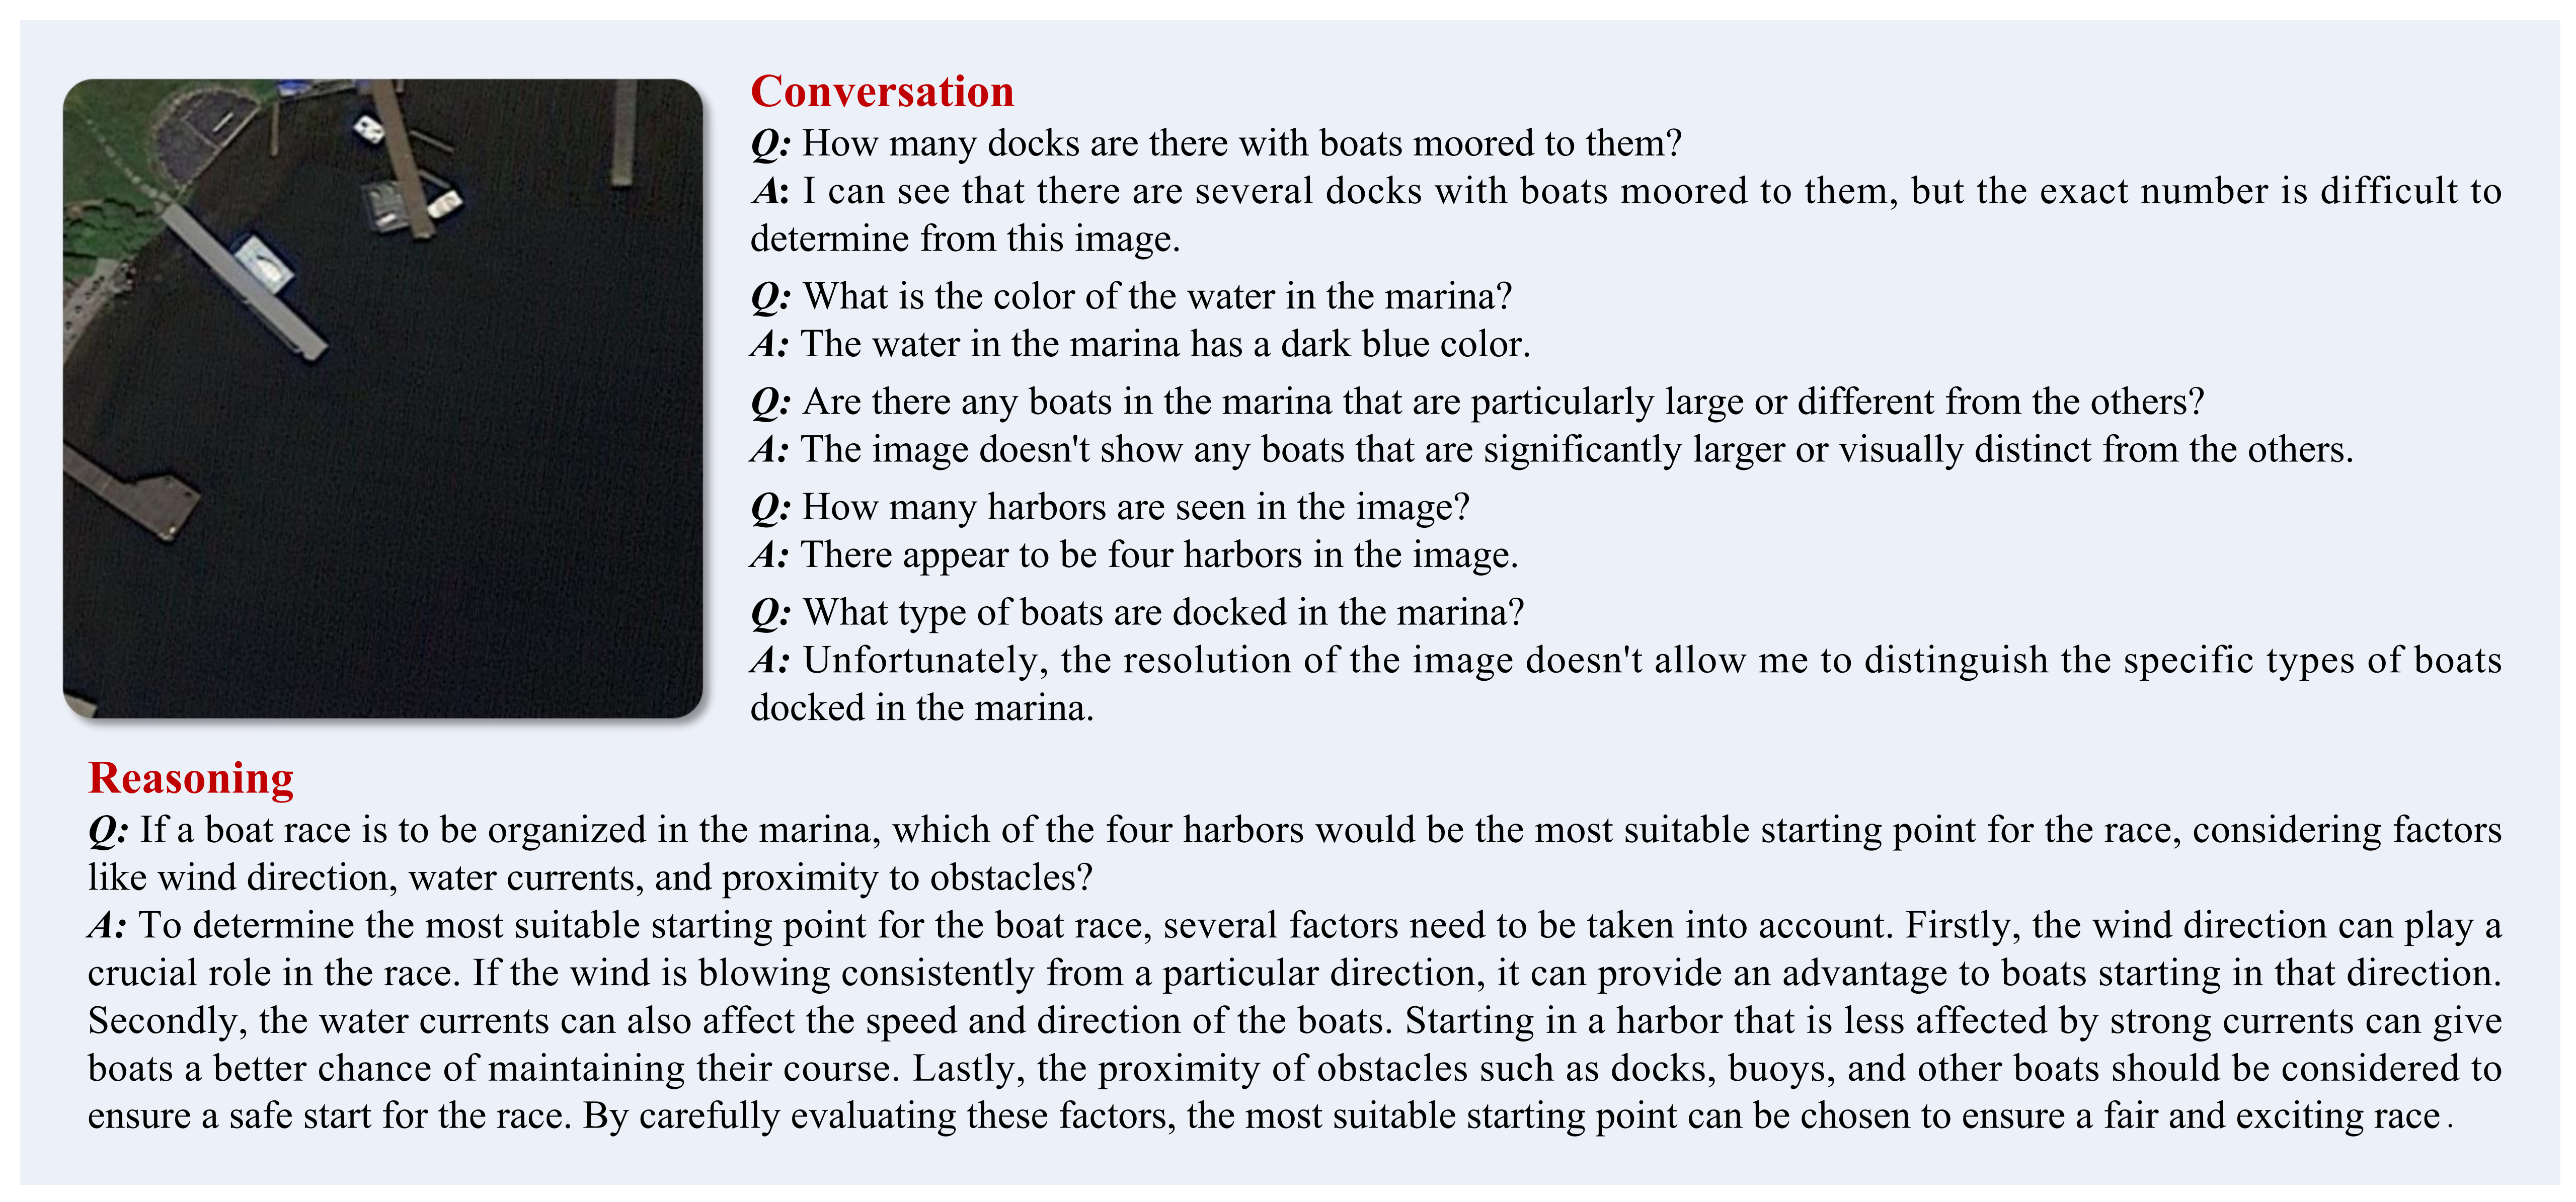 Conversation
Q: How many docks are there with boats moored to them?
A: I can see that there are several docks with boats moored to them, but the exact number is difficult to
determine from this image.
Q: What is the color of the water in the marina?
A: The water in the marina has a dark blue color.
Q: Are there any boats in the marina that are particularly large or different from the others?
A: The image doesn't show any boats that are significantly larger or visually distinct from the others.
Q: How many harbors are seen in the image?
A: There appear to be four harbors in the image.
Q: What type of boats are docked in the marina?
A: Unfortunately, the resolution of the image doesn't allow me to distinguish the specific types of boats
docked in the marina.
Reasoning
Q: If a boat race is to be organized in the marina, which of the four harbors would be the most suitable starting point for the race, considering factors
like wind direction, water currents, and proximity to obstacles?
A: To determine the most suitable starting point for the boat race, several factors need to be taken into account. Firstly, the wind direction can play a
crucial role in the race. If the wind is blowing consistently from a particular direction, it can provide an advantage to boats starting in that direction.
Secondly, the water currents can also affect the speed and direction of the boats. Starting in a harbor that is less affected by strong currents can give
boats a better chance of maintaining their course. Lastly, the proximity of obstacles such as docks, buoys, and other boats should be considered to
ensure a safe start for the race. By carefully evaluating these factors, the most suitable starting point can be chosen to ensure a fair and exciting race.